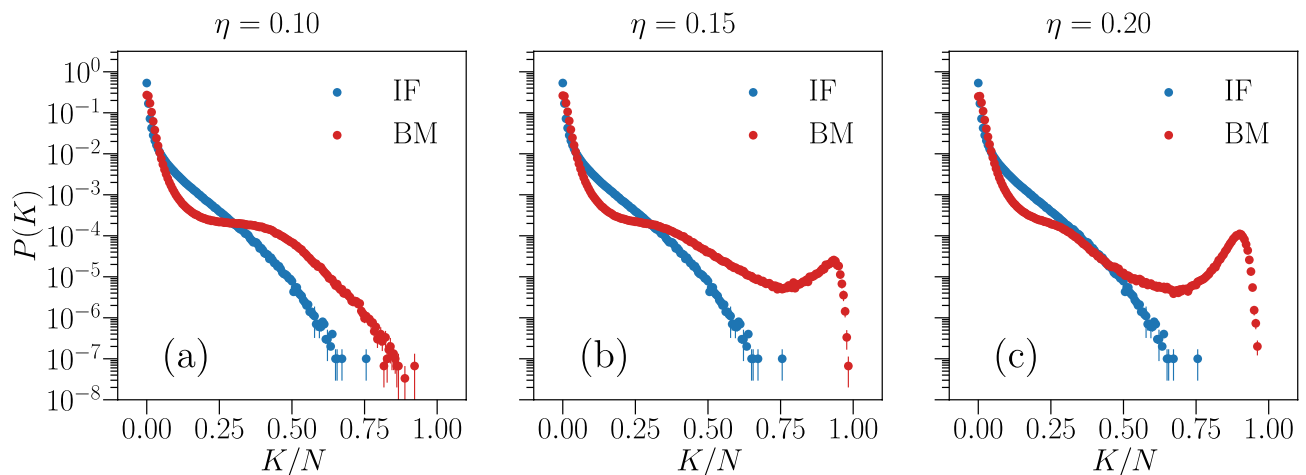 η = 0.10
η = 0.15
η = 0.20
P(K)
10⁰
10⁻¹
10⁻²
10⁻³
10⁻⁴
10⁻⁵
10⁻⁶
10⁻⁷
10⁻⁸
IF
BM
(a)
0.00 0.25 0.50 0.75 1.00
K/N
IF
BM
(b)
0.00 0.25 0.50 0.75 1.00
K/N
IF
BM
(c)
0.00 0.25 0.50 0.75 1.00
K/N